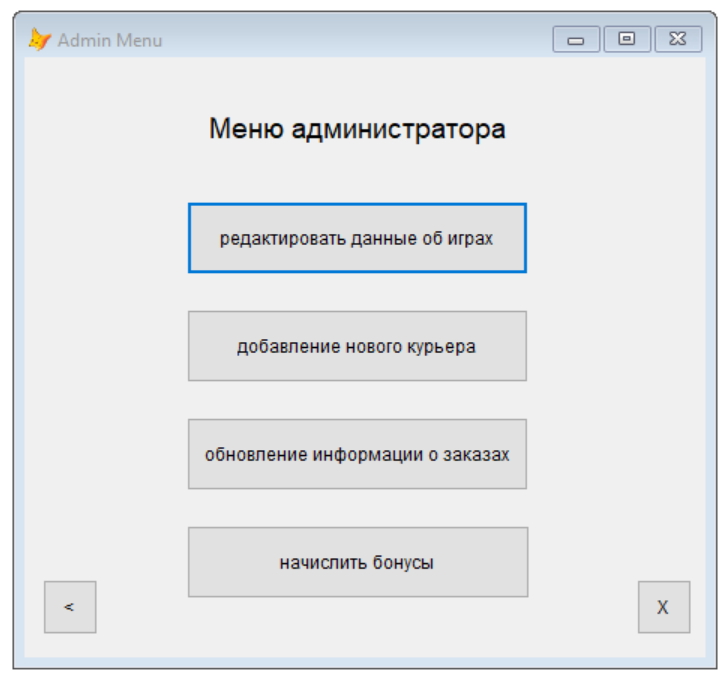 Admin Menu
Меню администратора
редактировать данные об играх
добавление нового курьера
обновление информации о заказах
начислить бонусы
<
X